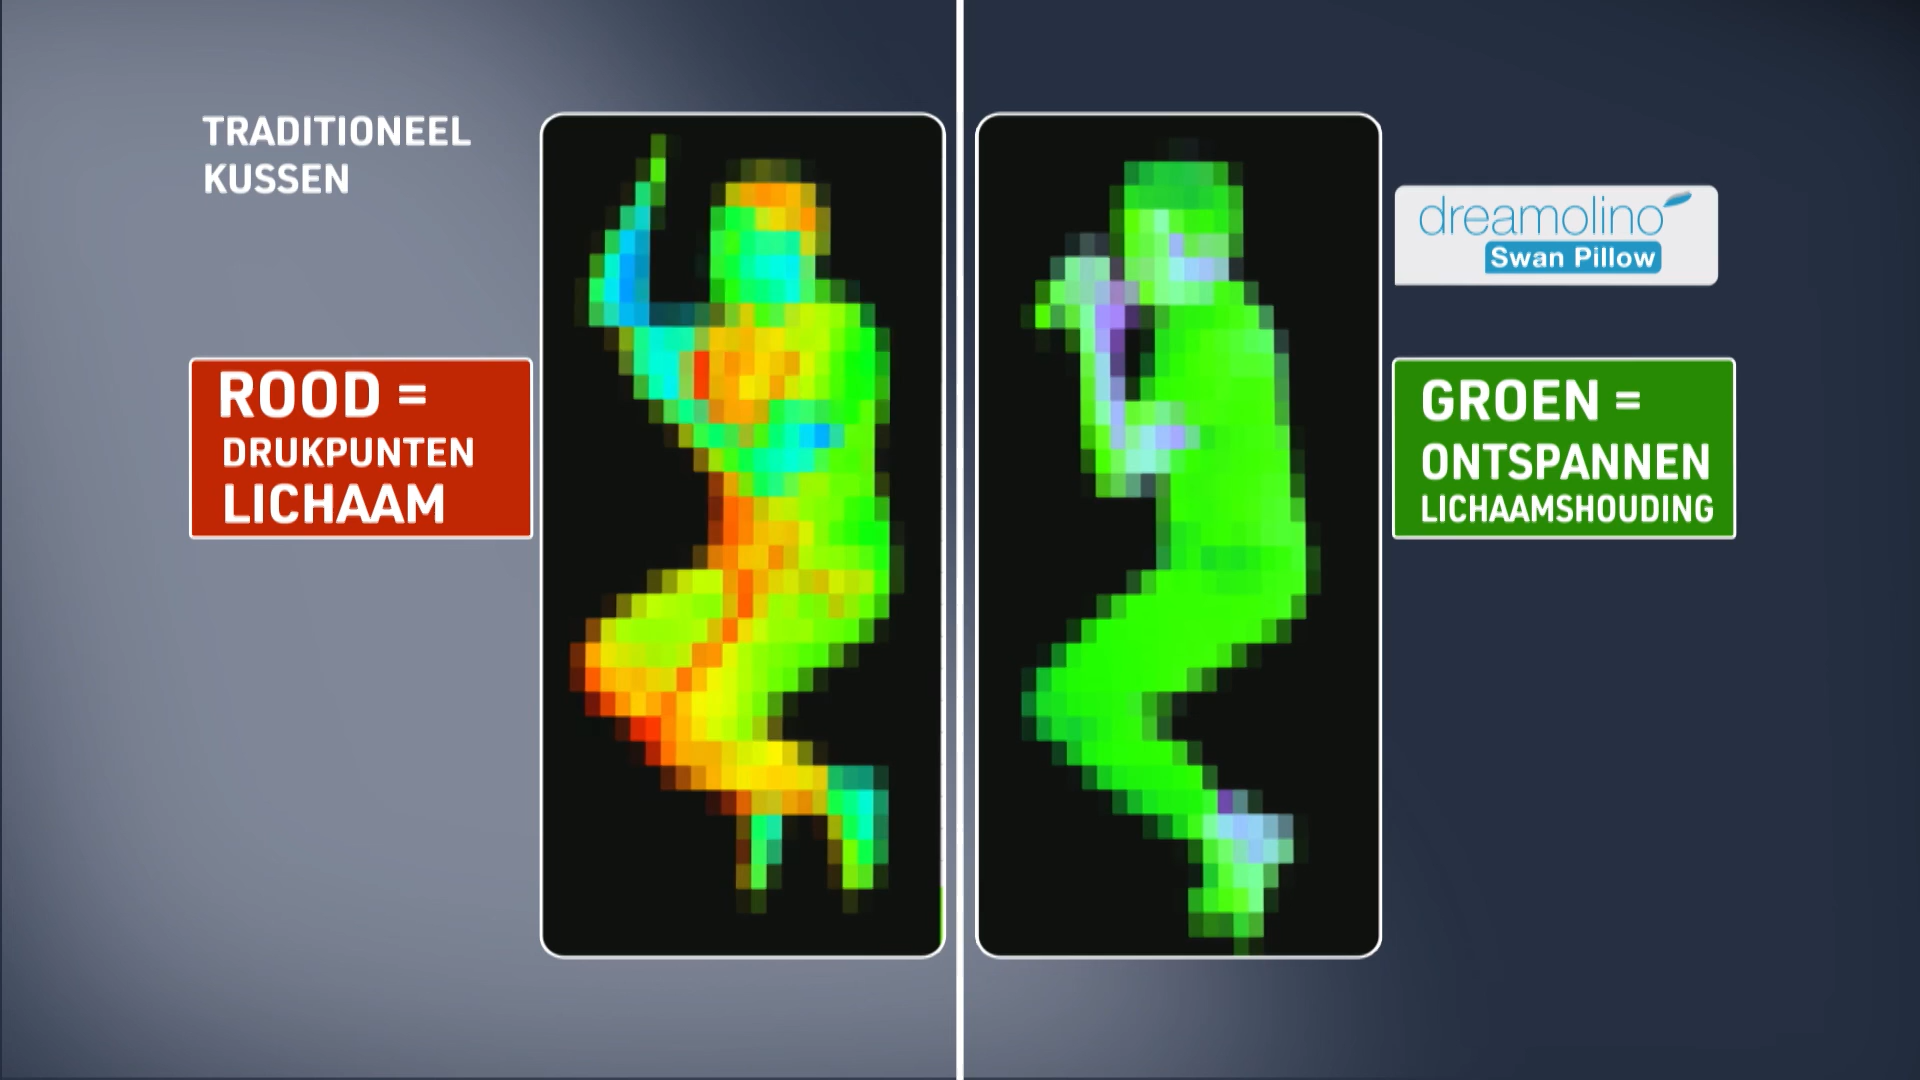 TRADITIONEEL
KUSSEN
ROOD =
DRUKPUNTEN
LICHAAM
dreamolino
Swan Pillow
GROEN =
ONTSPANNEN
LICHAAMSHOUDING